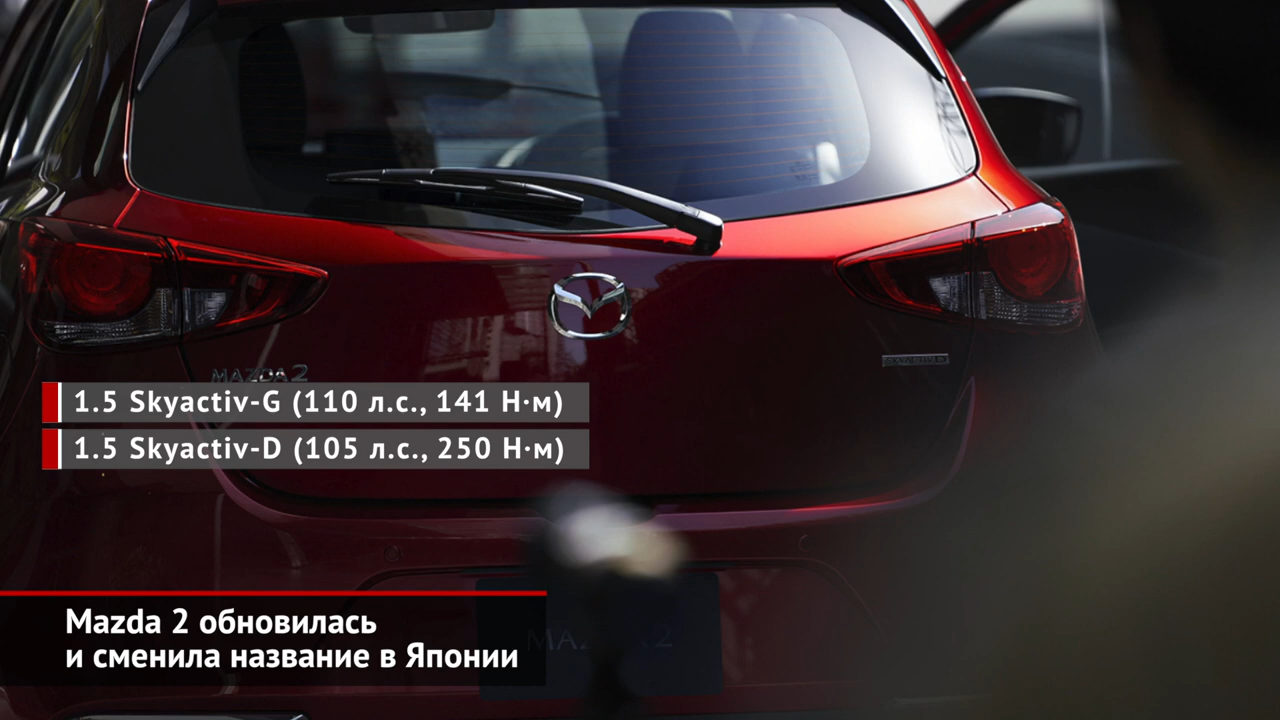 MAZDA2
1.5 Skyactiv-G (110 л.с., 141 Н·м)
1.5 Skyactiv-D (105 л.с., 250 Н·м)
Mazda 2 обновилась
и сменила название в Японии